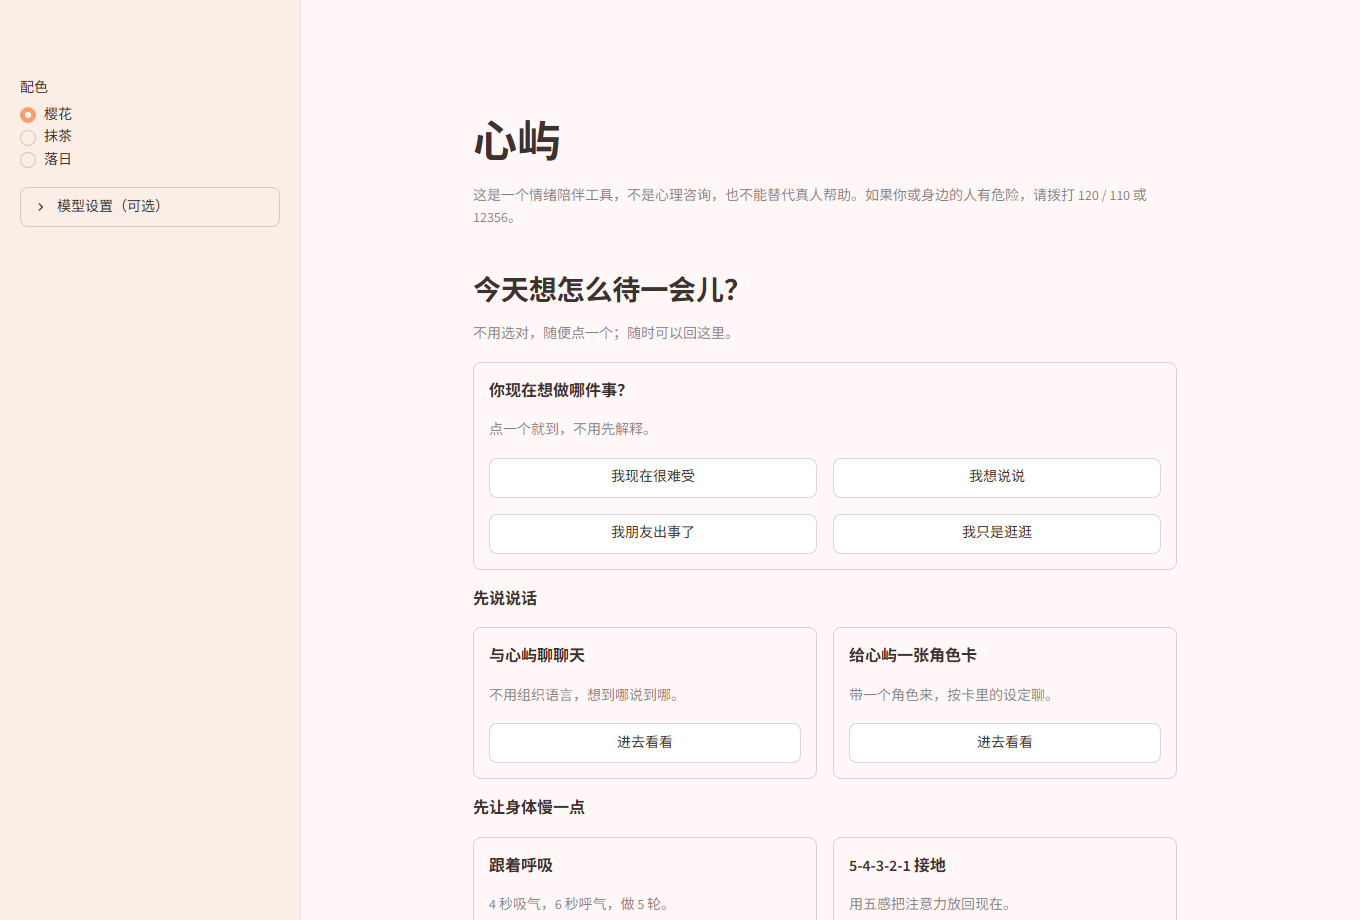 配色
樱花
抹茶
落日
模型设置（可选）
心屿
这是一个情绪陪伴工具，不是心理咨询，也不能替代真人帮助。如果你或身边的人有危险，请拨打 120 / 110 或
12356。
今天想怎么待一会儿？
不用选对，随便点一个；随时可以回这里。
你现在想做哪件事？
点一个就到，不用先解释。
我现在很难受
我想说说
我朋友出事了
我只是逛逛
先说说话
与心屿聊聊天
不用组织语言，想到哪说到哪。
进去看看
给心屿一张角色卡
带一个角色来，按卡里的设定聊。
进去看看
先让身体慢一点
跟着呼吸
4 秒吸气，6 秒呼气，做 5 轮。
5-4-3-2-1 接地
用五感把注意力放回现在。